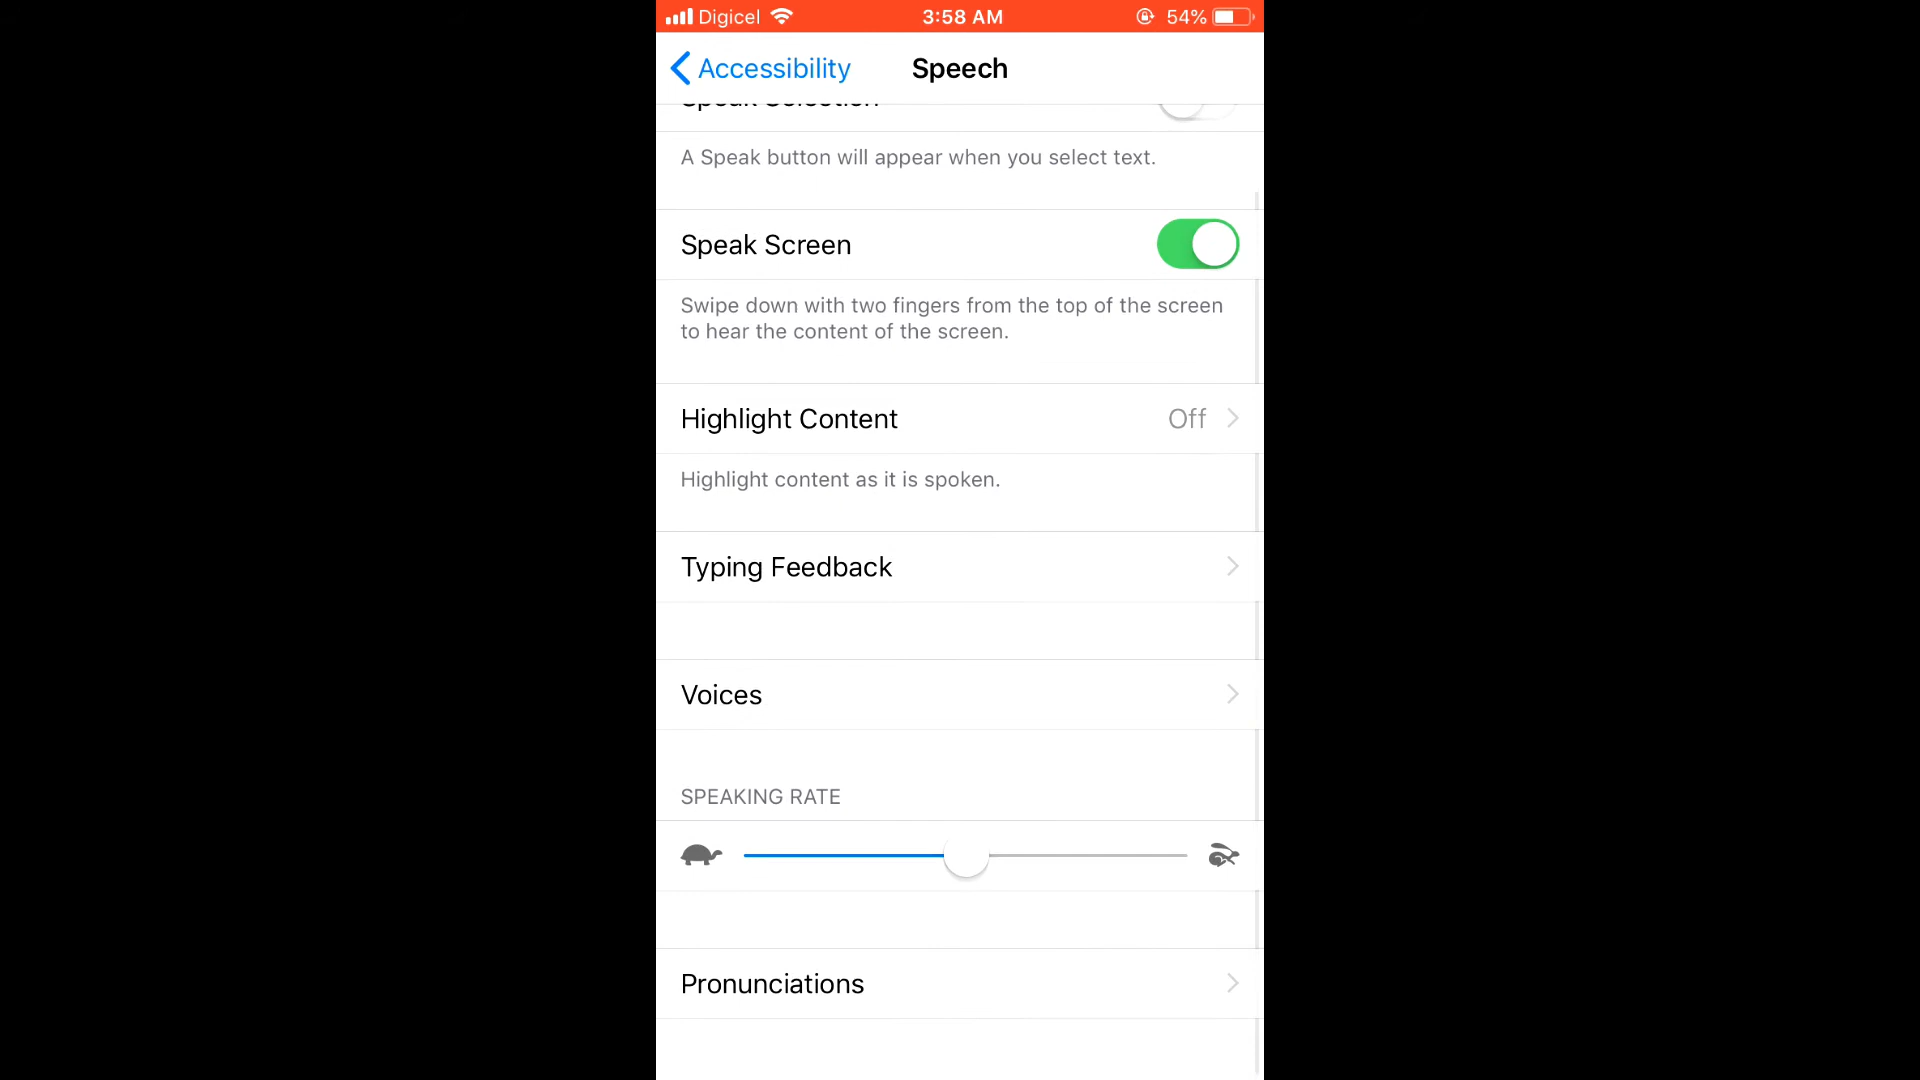 Digicel 3:58 AM 54%
Accessibility Speech
Speak Selection
A Speak button will appear when you select text.
Speak Screen
Swipe down with two fingers from the top of the screen
to hear the content of the screen.
Highlight Content Off
Highlight content as it is spoken.
Typing Feedback
Voices
SPEAKING RATE
Pronunciations